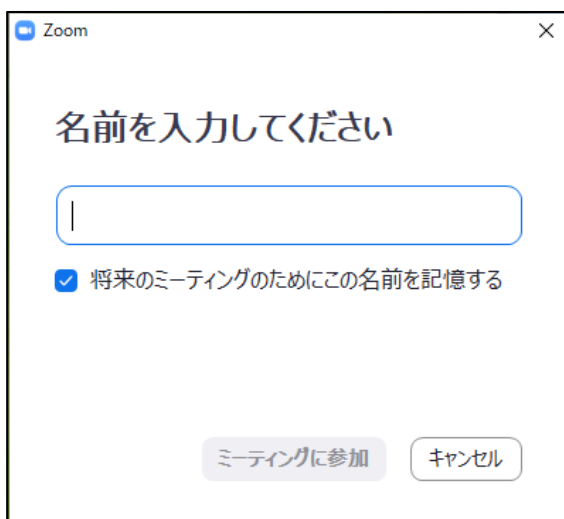 Zoom
名前を入力してください
将来のミーティングのためにこの名前を記憶する
ミーティングに参加
キャンセル